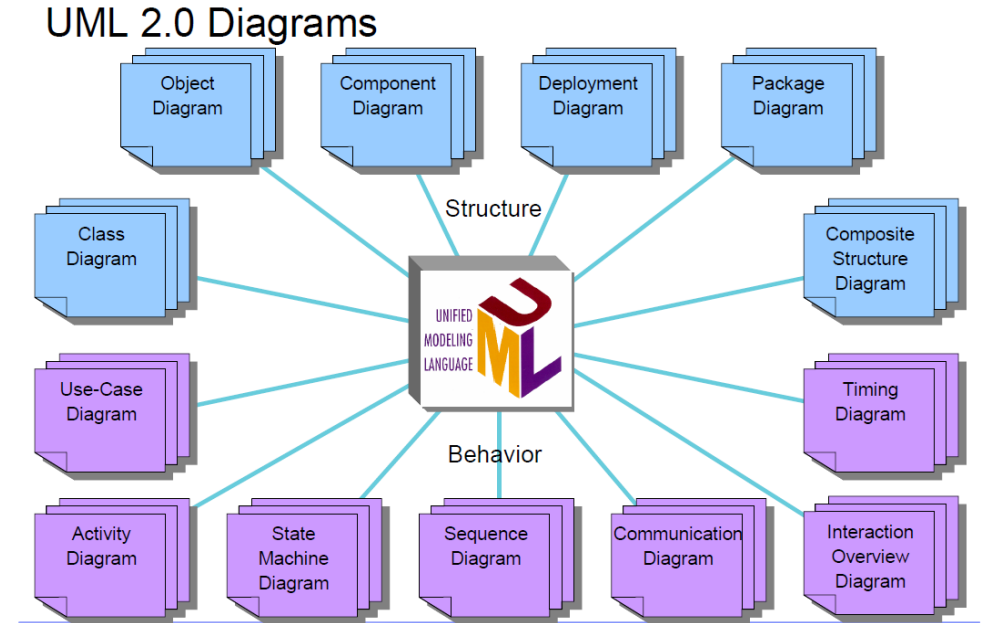 UML 2.0 Diagrams
Object
Diagram
Component
Diagram
Deployment
Diagram
Package
Diagram
Structure
Class
Diagram
Composite
Structure
Diagram
UNIFIED
MODELING
LANGUAGE
UML
Use-Case
Diagram
Timing
Diagram
Behavior
Activity
Diagram
State
Machine
Diagram
Sequence
Diagram
Communication
Diagram
Interaction
Overview
Diagram